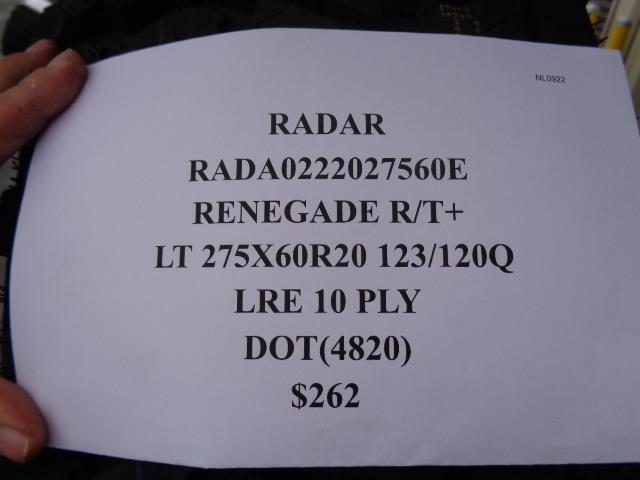 NL0922
RADAR
RADA0222027560E
RENEGADE R/T+
LT 275X60R20 123/120Q
LRE 10 PLY
DOT(4820)
$262